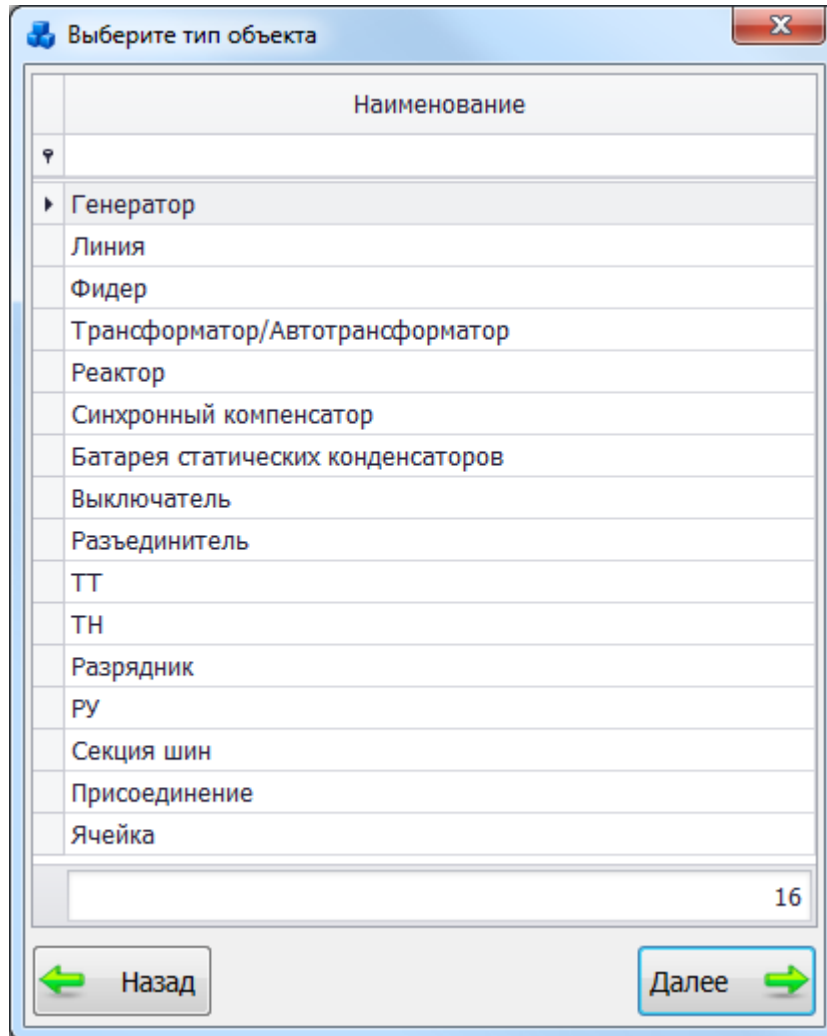 Выберите тип объекта
Наименование
Генератор
Линия
Фидер
Трансформатор/Автотрансформатор
Реактор
Синхронный компенсатор
Батарея статических конденсаторов
Выключатель
Разъединитель
ТТ
ТН
Разрядник
РУ
Секция шин
Присоединение
Ячейка
16
Назад
Далее